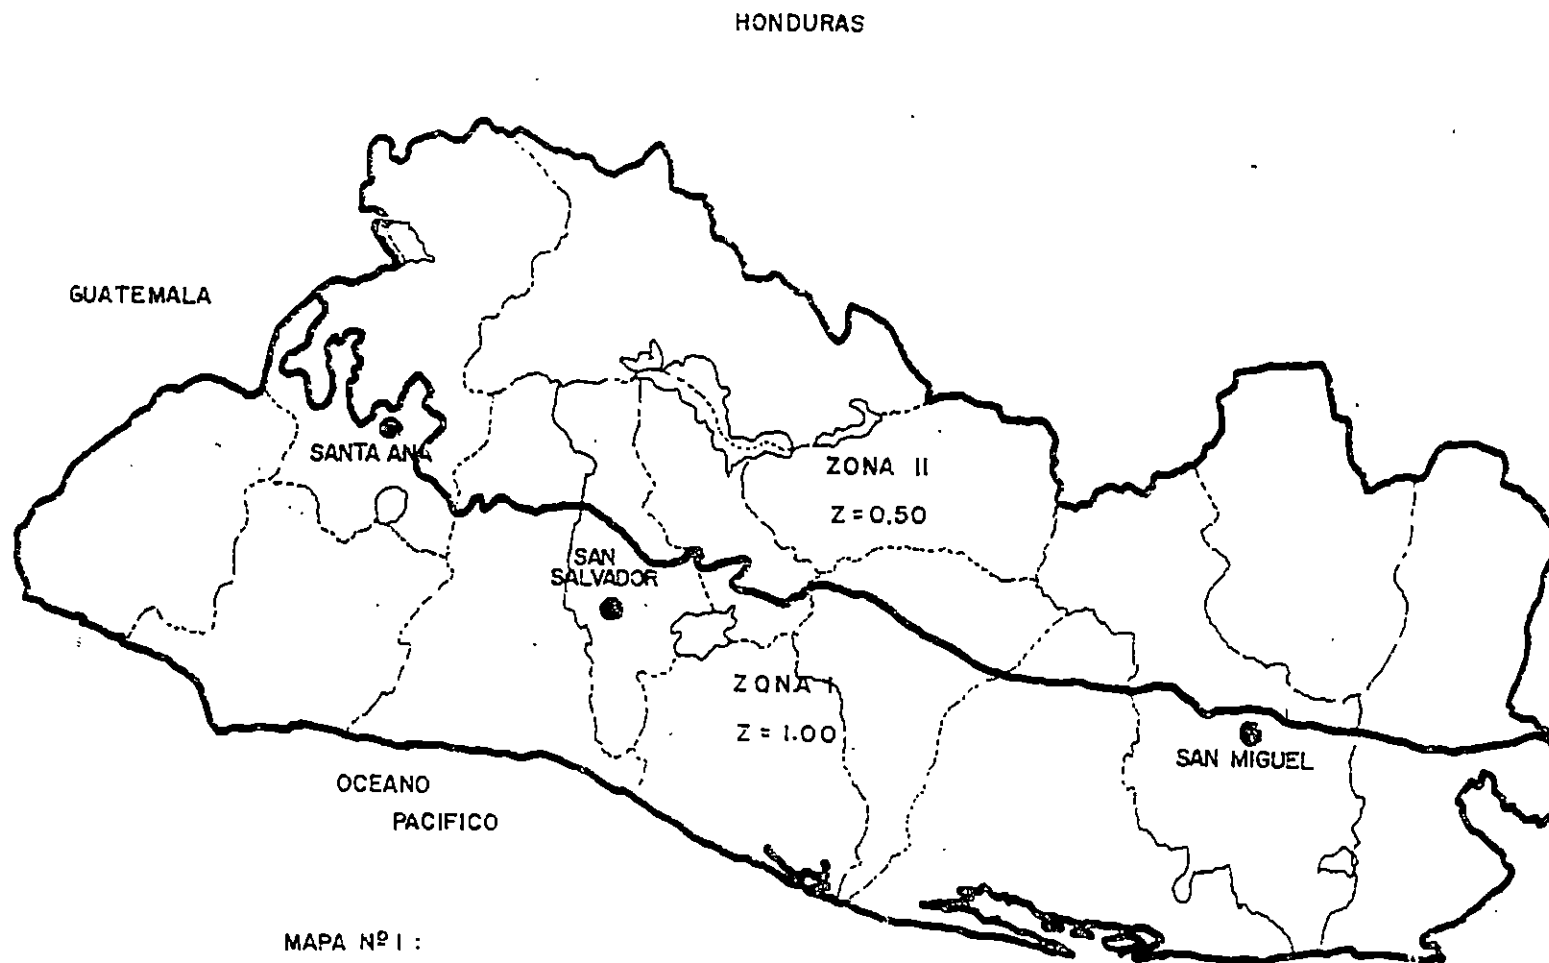 HONDURAS
GUATEMALA
SANTA ANA
ZONA II
Z = 0.50
SAN
SALVADOR
ZONA I
Z = 1.00
SAN MIGUEL
OCEANO
PACIFICO
MAPA Nº 1 :